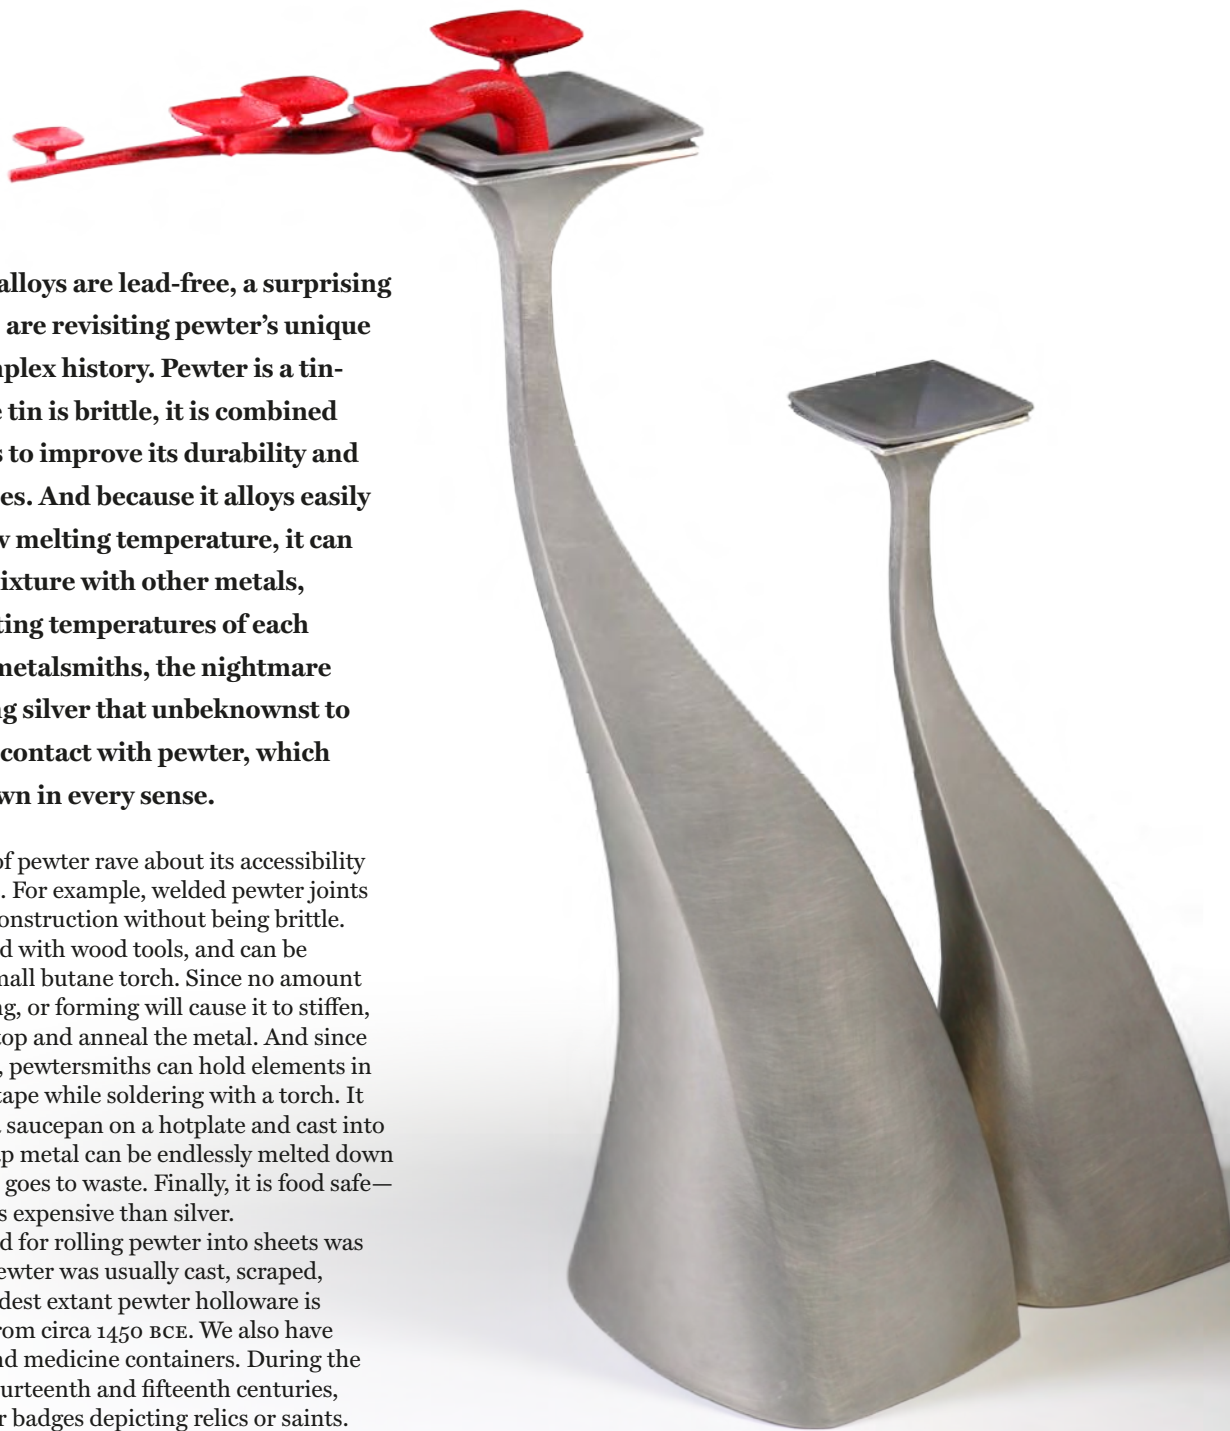 alloys are lead-free, a surprising
are revisiting pewter’s unique
nplex history. Pewter is a tin-
e tin is brittle, it is combined
s to improve its durability and
es. And because it alloys easily
v melting temperature, it can
ixture with other metals,
ting temperatures of each
metalsmiths, the nightmare
ng silver that unbeknownst to
contact with pewter, which
wn in every sense.
of pewter rave about its accessibility
. For example, welded pewter joints
onstruction without being brittle.
d with wood tools, and can be
mall butane torch. Since no amount
ng, or forming will cause it to stiffen,
top and anneal the metal. And since
, pewtersmiths can hold elements in
tape while soldering with a torch. It
a saucepan on a hotplate and cast into
ap metal can be endlessly melted down
goes to waste. Finally, it is food safe—
s expensive than silver.
d for rolling pewter into sheets was
ewter was usually cast, scraped,
dest extant pewter holloware is
rom circa 1450 BCE. We also have
nd medicine containers. During the
urteenth and fifteenth centuries,
r badges depicting relics or saints.